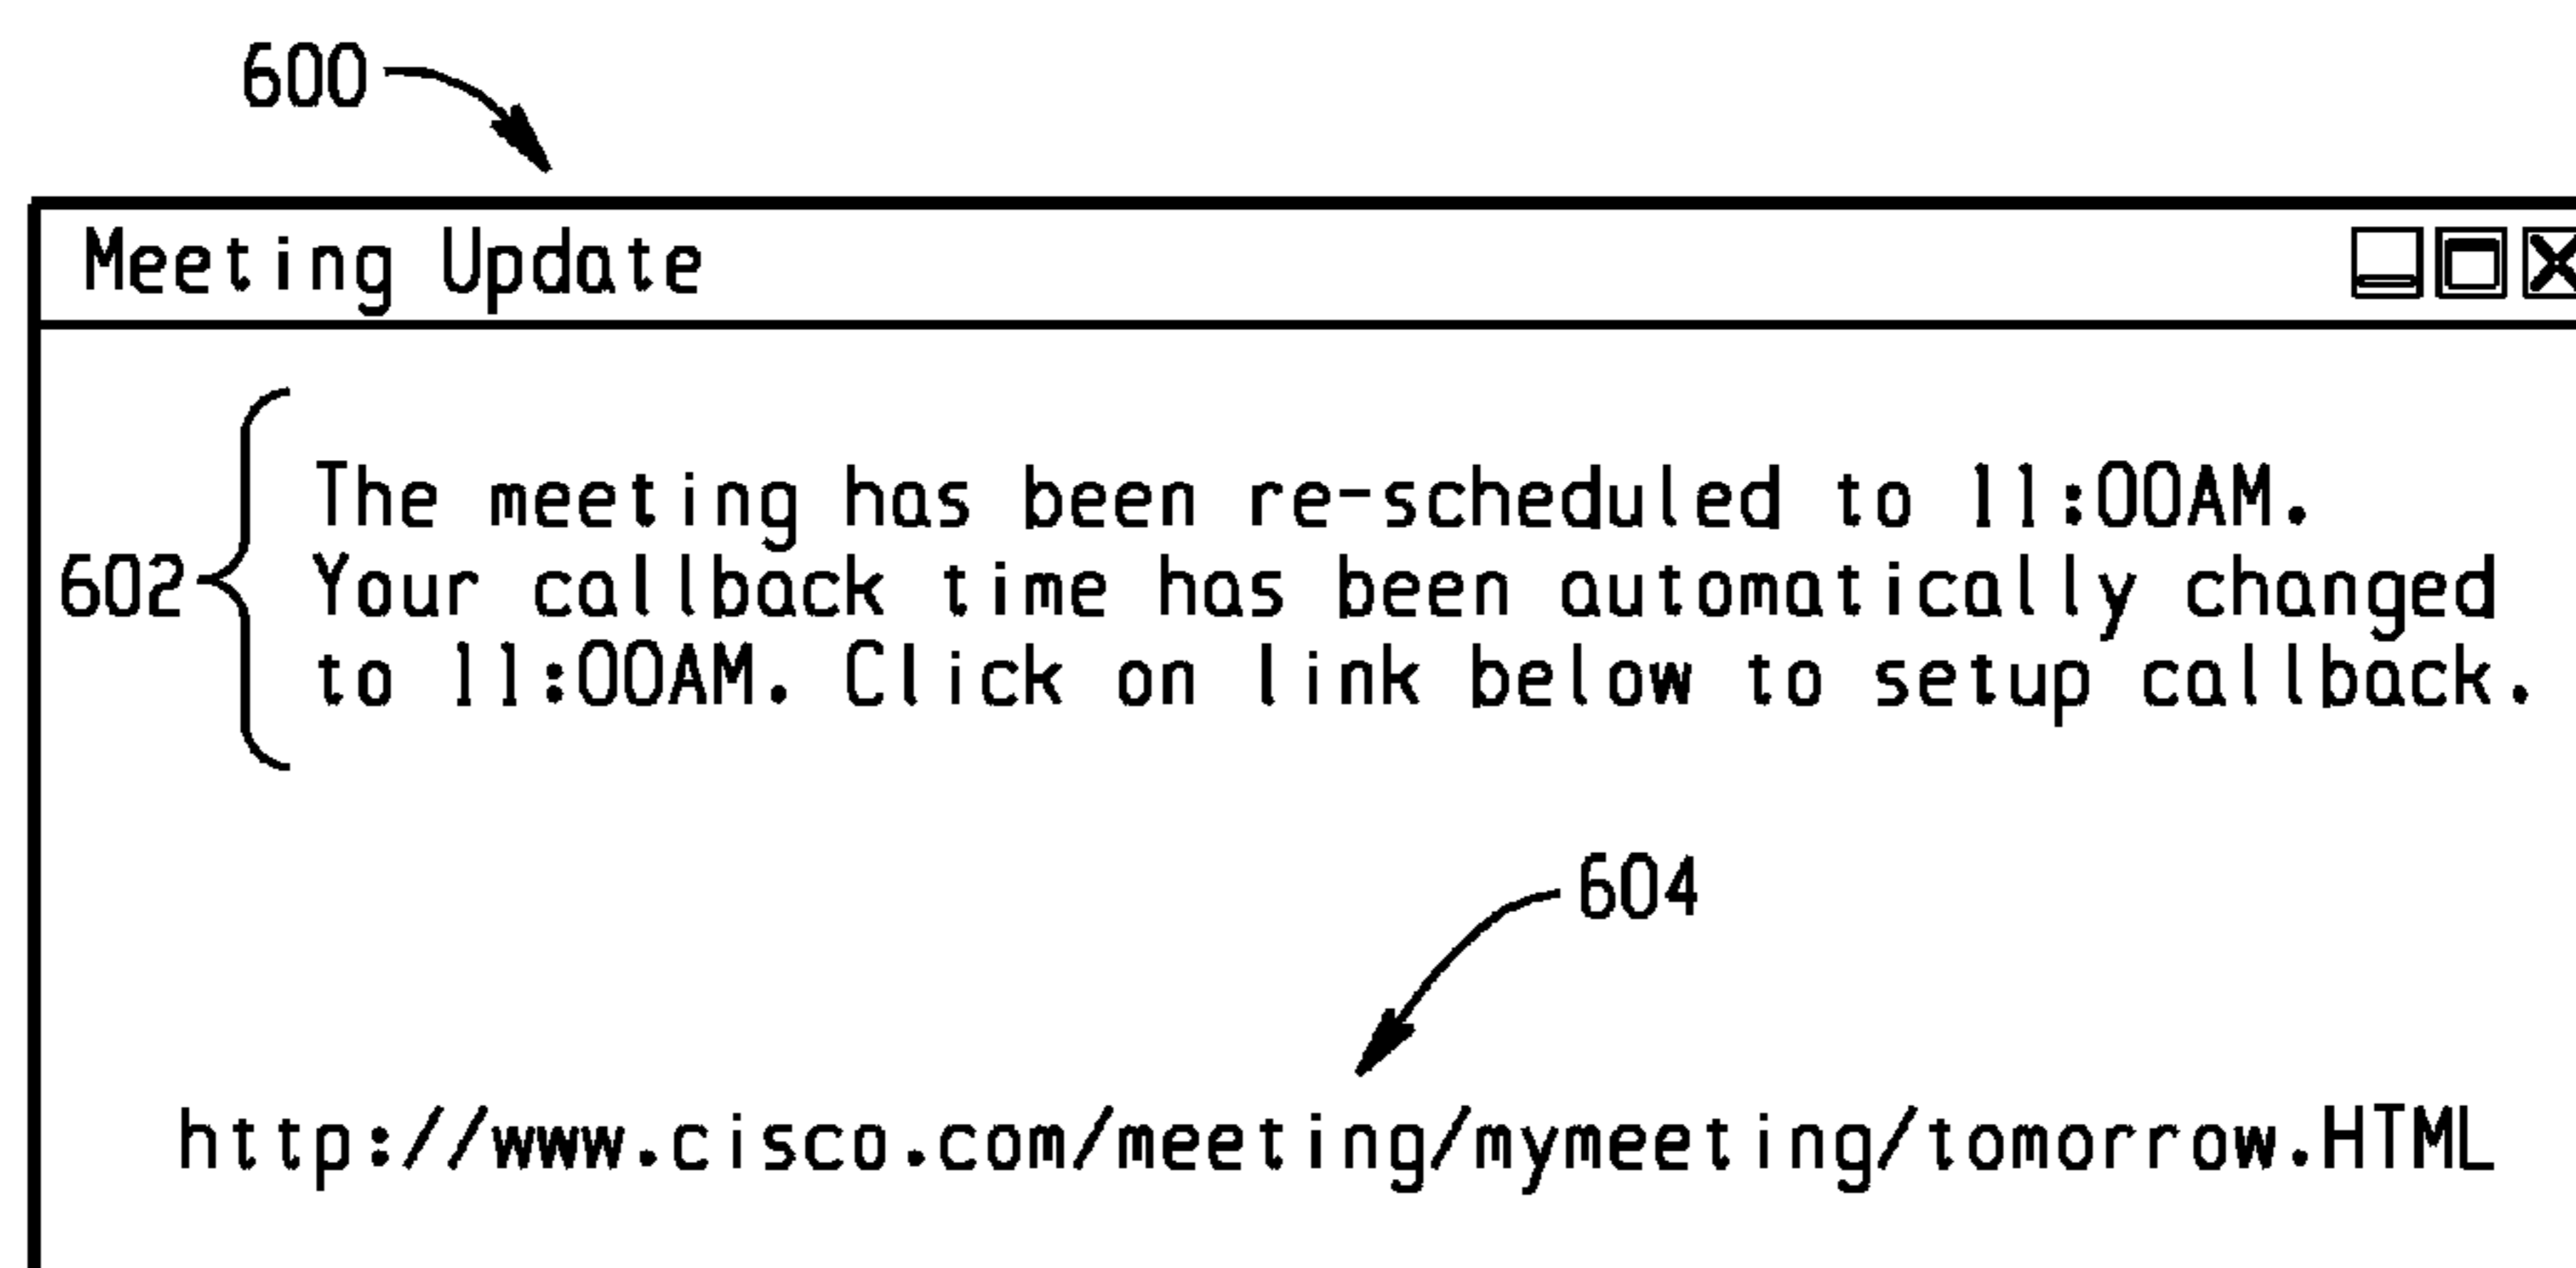 600
Meeting Update
The meeting has been re-scheduled to 11:00AM.
602 Your callback time has been automatically changed
to 11:00AM. Click on link below to setup callback.
604
http://www.cisco.com/meeting/mymeeting/tomorrow.HTML